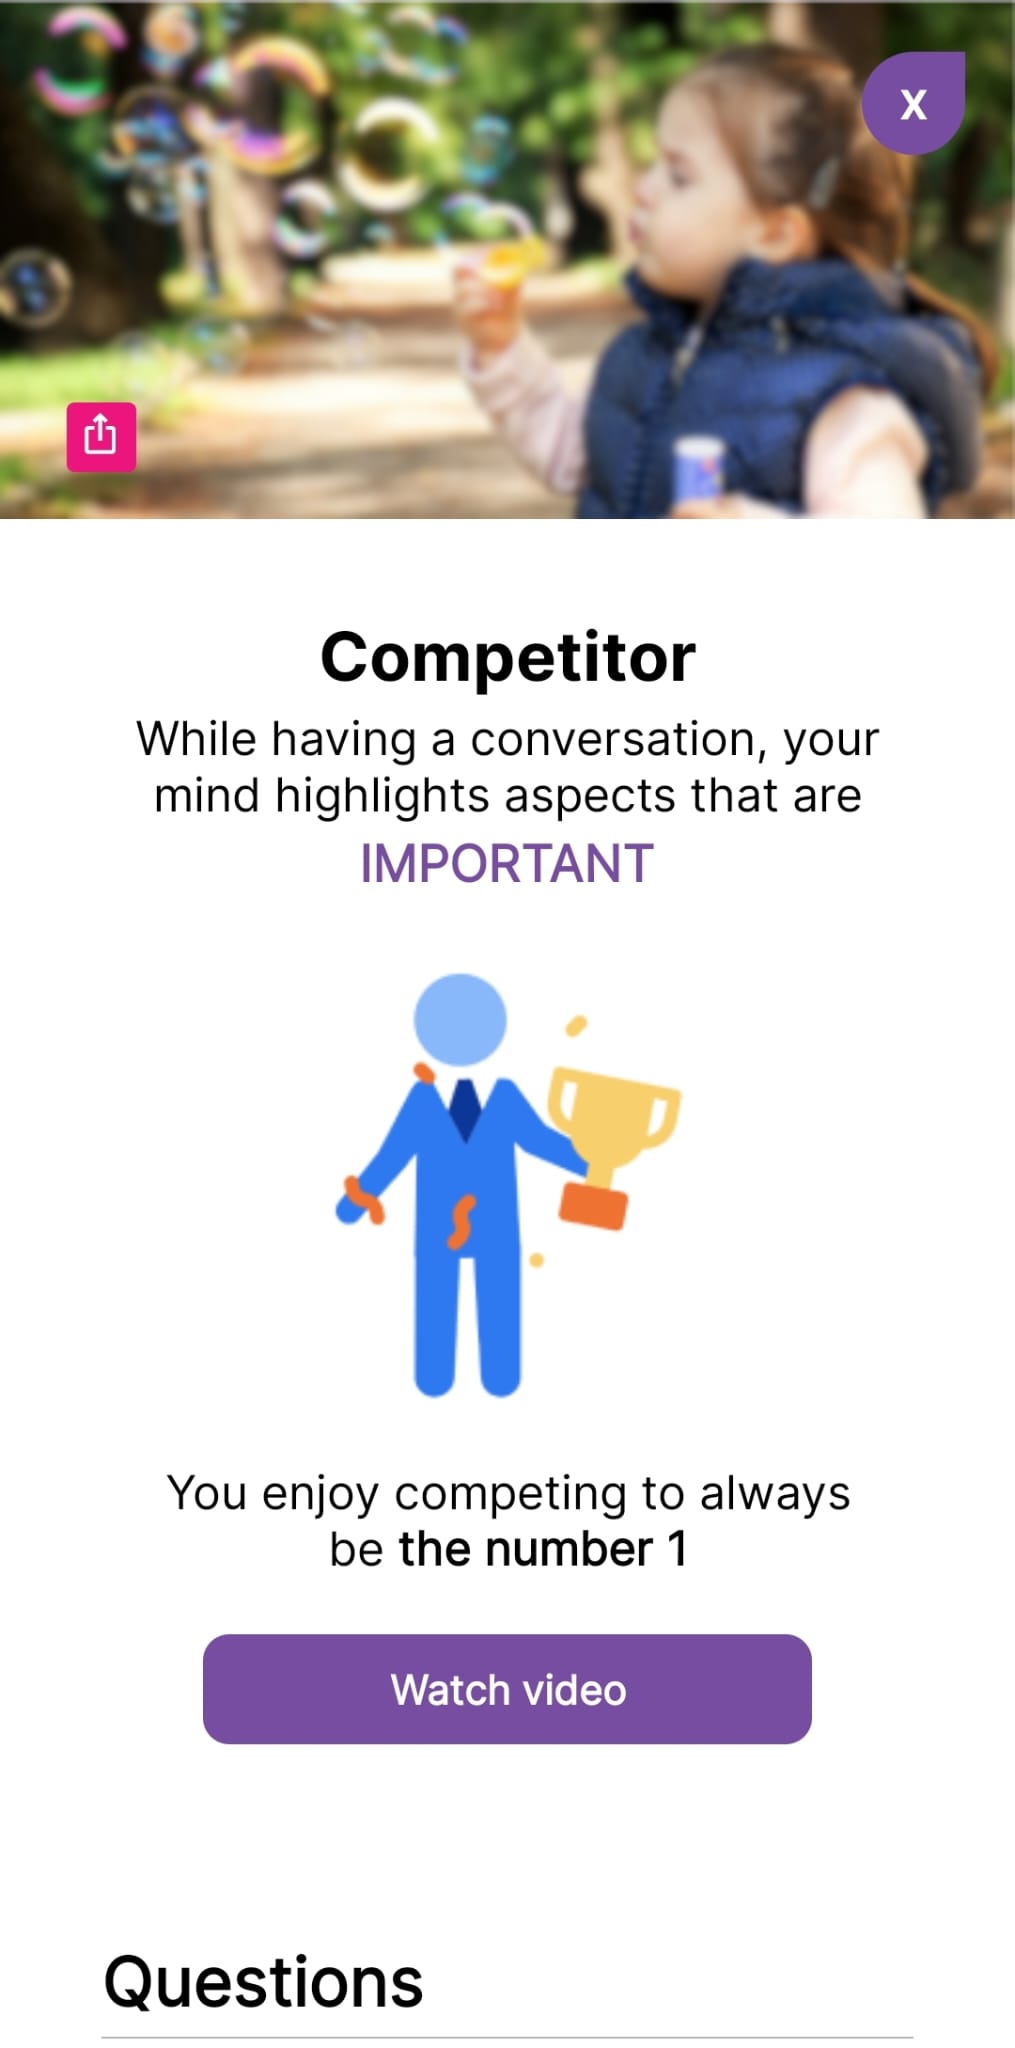 X
Competitor
While having a conversation, your
mind highlights aspects that are
IMPORTANT
You enjoy competing to always
be the number 1
Watch video
Questions